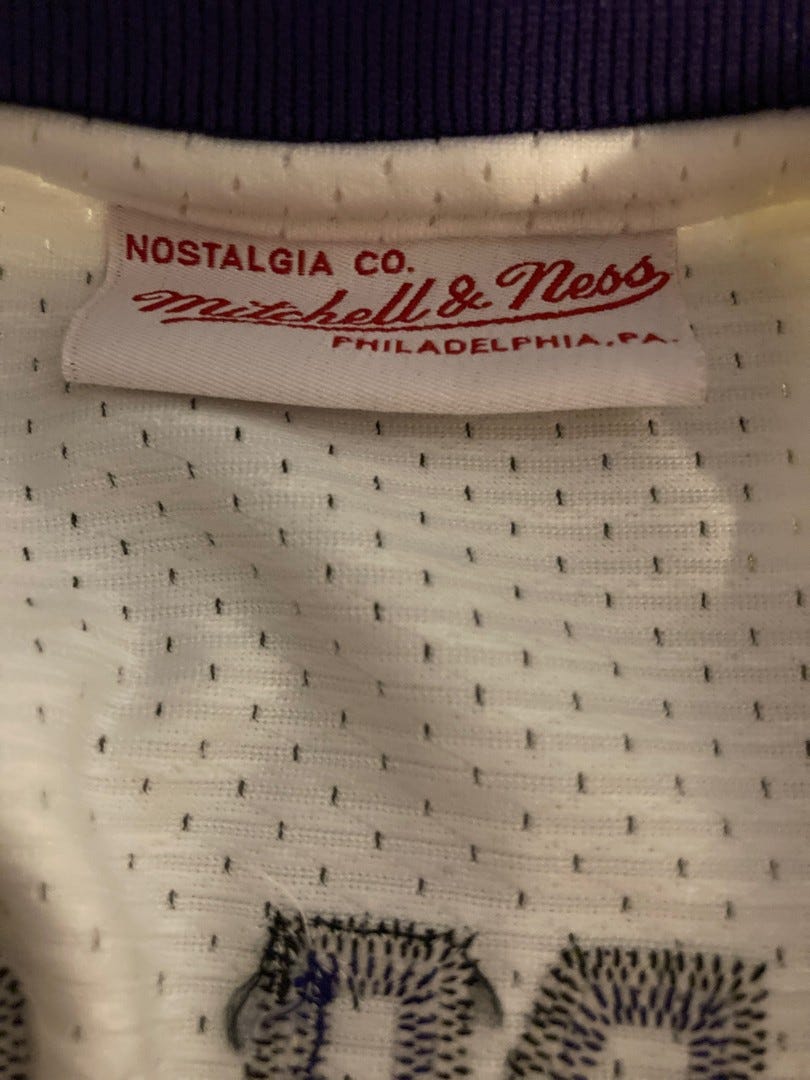 NOSTALGIA CO.
Mitchell & Ness
PHILADELPHIA, PA.